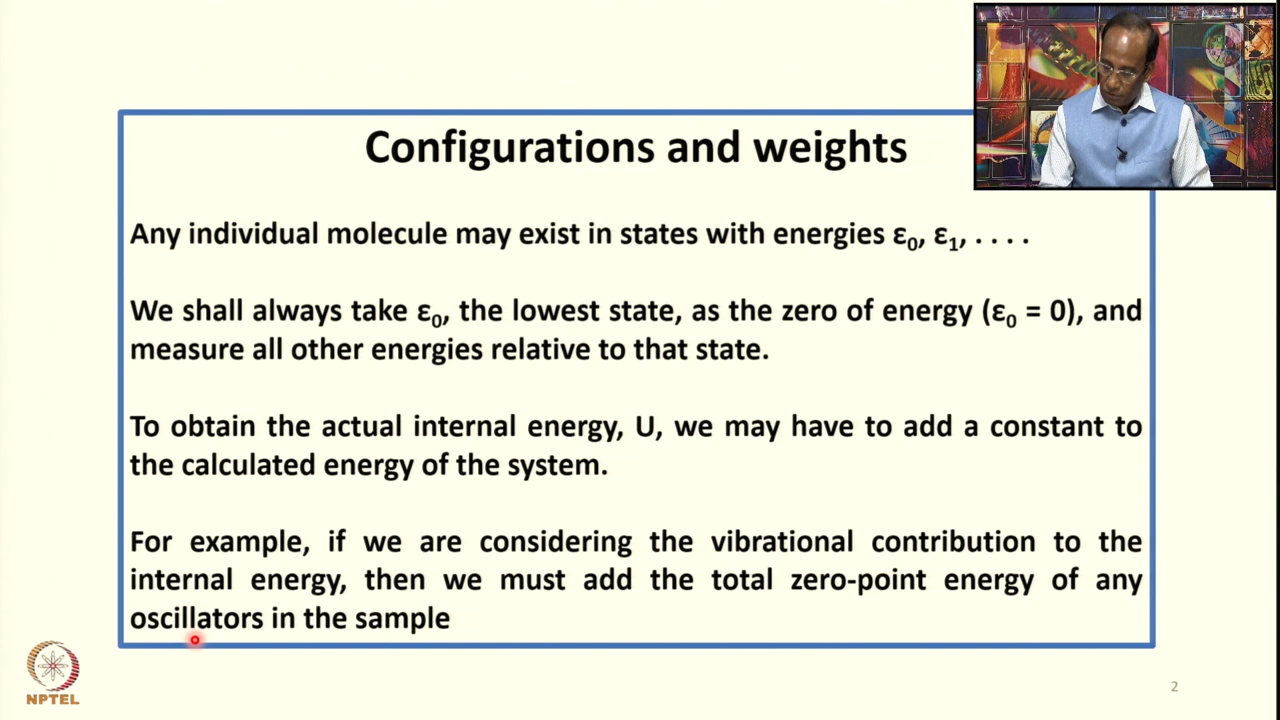 Configurations and weights
Any individual molecule may exist in states with energies ε₀, ε₁, . . . .
We shall always take ε₀, the lowest state, as the zero of energy (ε₀ = 0), and
measure all other energies relative to that state.
To obtain the actual internal energy, U, we may have to add a constant to
the calculated energy of the system.
For example, if we are considering the vibrational contribution to the
internal energy, then we must add the total zero-point energy of any
oscillators in the sample
NPTEL
2